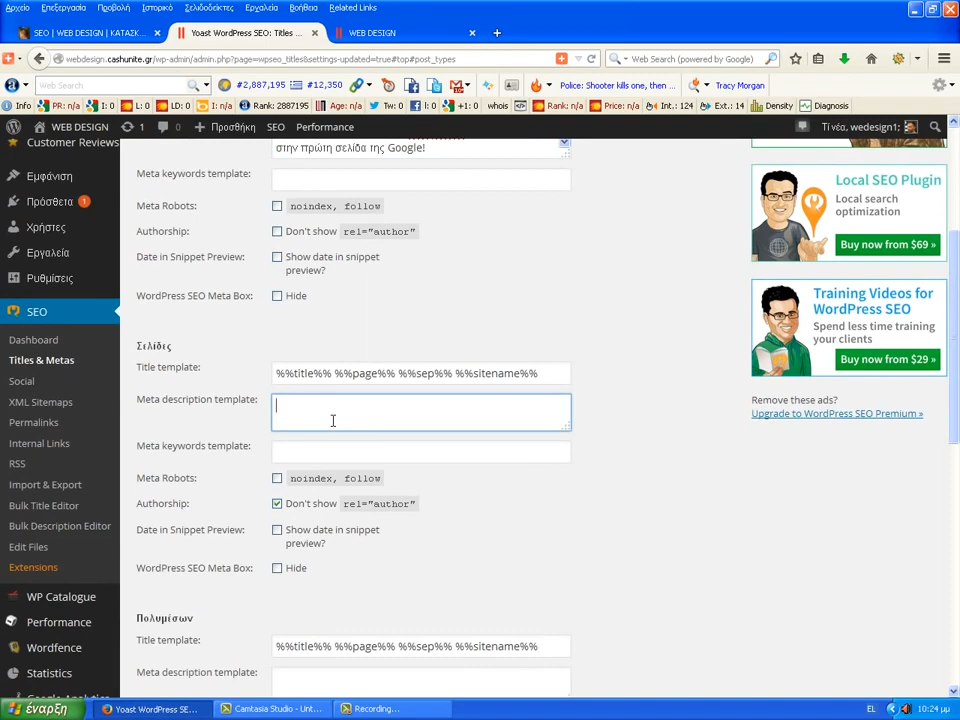 Αρχείο Επεξεργασία Προβολή Ιστορικό Σελιδοδείκτες Εργαλεία Βοήθεια Related Links
SEO | WEB DESIGN | ΚΑΤΑΣΚ...
Yoast WordPress SEO: Titles ...
WEB DESIGN
webdesign.cashunite.gr/wp-admin/admin.php?page=wpseo_titles&settings-updated=true#top#post_types
Web Search (powered by Google)
Web Search
#2,887,195
#12,350
Police: Shooter kills one, then ...
Tracy Morgan
Info PR: n/a I: 0 L: 0 LD: 0 I: n/a Rank: 2887195 Age: n/a Tw: 0 l: 0 +1: 0 whois Rank: n/a Price: n/a Int.: 124 Ext.: 14 Density Diagnosis
WEB DESIGN 1 0 Προσθήκη SEO Performance Τι νέα, wedesign1;
Customer Reviews
Εμφάνιση
Πρόσθετα 1
Χρήστες
Εργαλεία
Ρυθμίσεις
SEO
Dashboard
Titles & Metas
Social
XML Sitemaps
Permalinks
Internal Links
RSS
Import & Export
Bulk Title Editor
Bulk Description Editor
Edit Files
Extensions
WP Catalogue
Performance
Wordfence
Statistics
στην πρώτη σελίδα της Google!
Meta keywords template:
Meta Robots: noindex, follow
Authorship: Don't show rel="author"
Date in Snippet Preview: Show date in snippet
preview?
WordPress SEO Meta Box: Hide
Σελίδες
Title template: %%title%% %%page%% %%sep%% %%sitename%%
Meta description template:
Meta keywords template:
Meta Robots: noindex, follow
Authorship: Don't show rel="author"
Date in Snippet Preview: Show date in snippet
preview?
WordPress SEO Meta Box: Hide
Πολυμέσων
Title template: %%title%% %%page%% %%sep%% %%sitename%%
Meta description template:
Local SEO Plugin
Local search
optimization
Buy now from $69 »
Training Videos for
WordPress SEO
Spend less time training
your clients
Buy now from $29 »
Remove these ads?
Upgrade to WordPress SEO Premium »
έναρξη
Yoast WordPress SE...
Camtasia Studio - Unt...
Recording...
EL
10:24 μμ